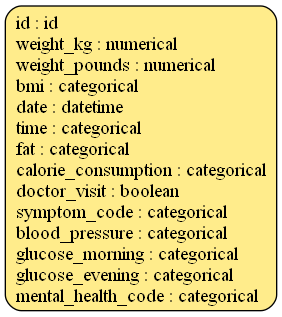 id : id
weight_kg : numerical
weight_pounds : numerical
bmi : categorical
date : datetime
time : categorical
fat : categorical
calorie_consumption : categorical
doctor_visit : boolean
symptom_code : categorical
blood_pressure : categorical
glucose_morning : categorical
glucose_evening : categorical
mental_health_code : categorical